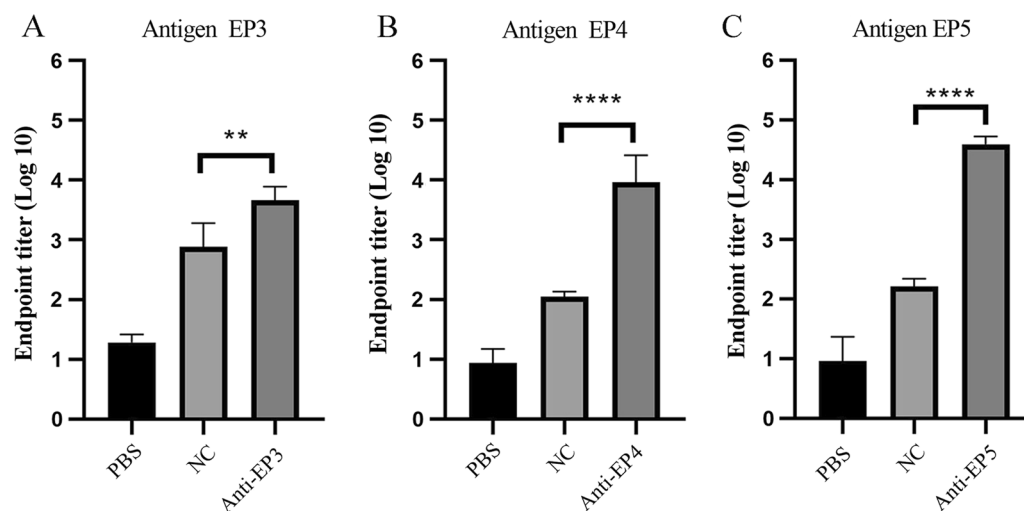 A
Antigen EP3
Endpoint titer (Log 10)
6
5
4
3
2
1
0
**
PBS
NC
Anti-EP3
B
Antigen EP4
Endpoint titer (Log 10)
6
5
4
3
2
1
0
****
PBS
NC
Anti-EP4
C
Antigen EP5
Endpoint titer (Log 10)
6
5
4
3
2
1
0
****
PBS
NC
Anti-EP5